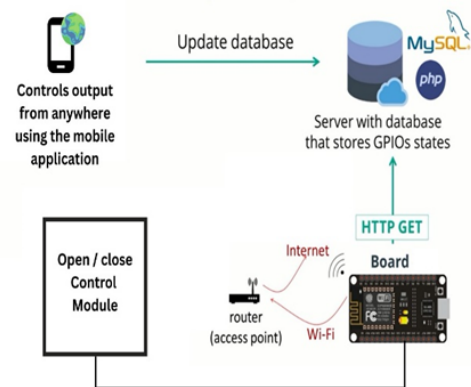 Update database
MySQL
php
Controls output
from anywhere
using the mobile
application
Server with database
that stores GPIOs states
HTTP GET
Board
Internet
router
(access point)
Wi-Fi
Open / close
Control
Module